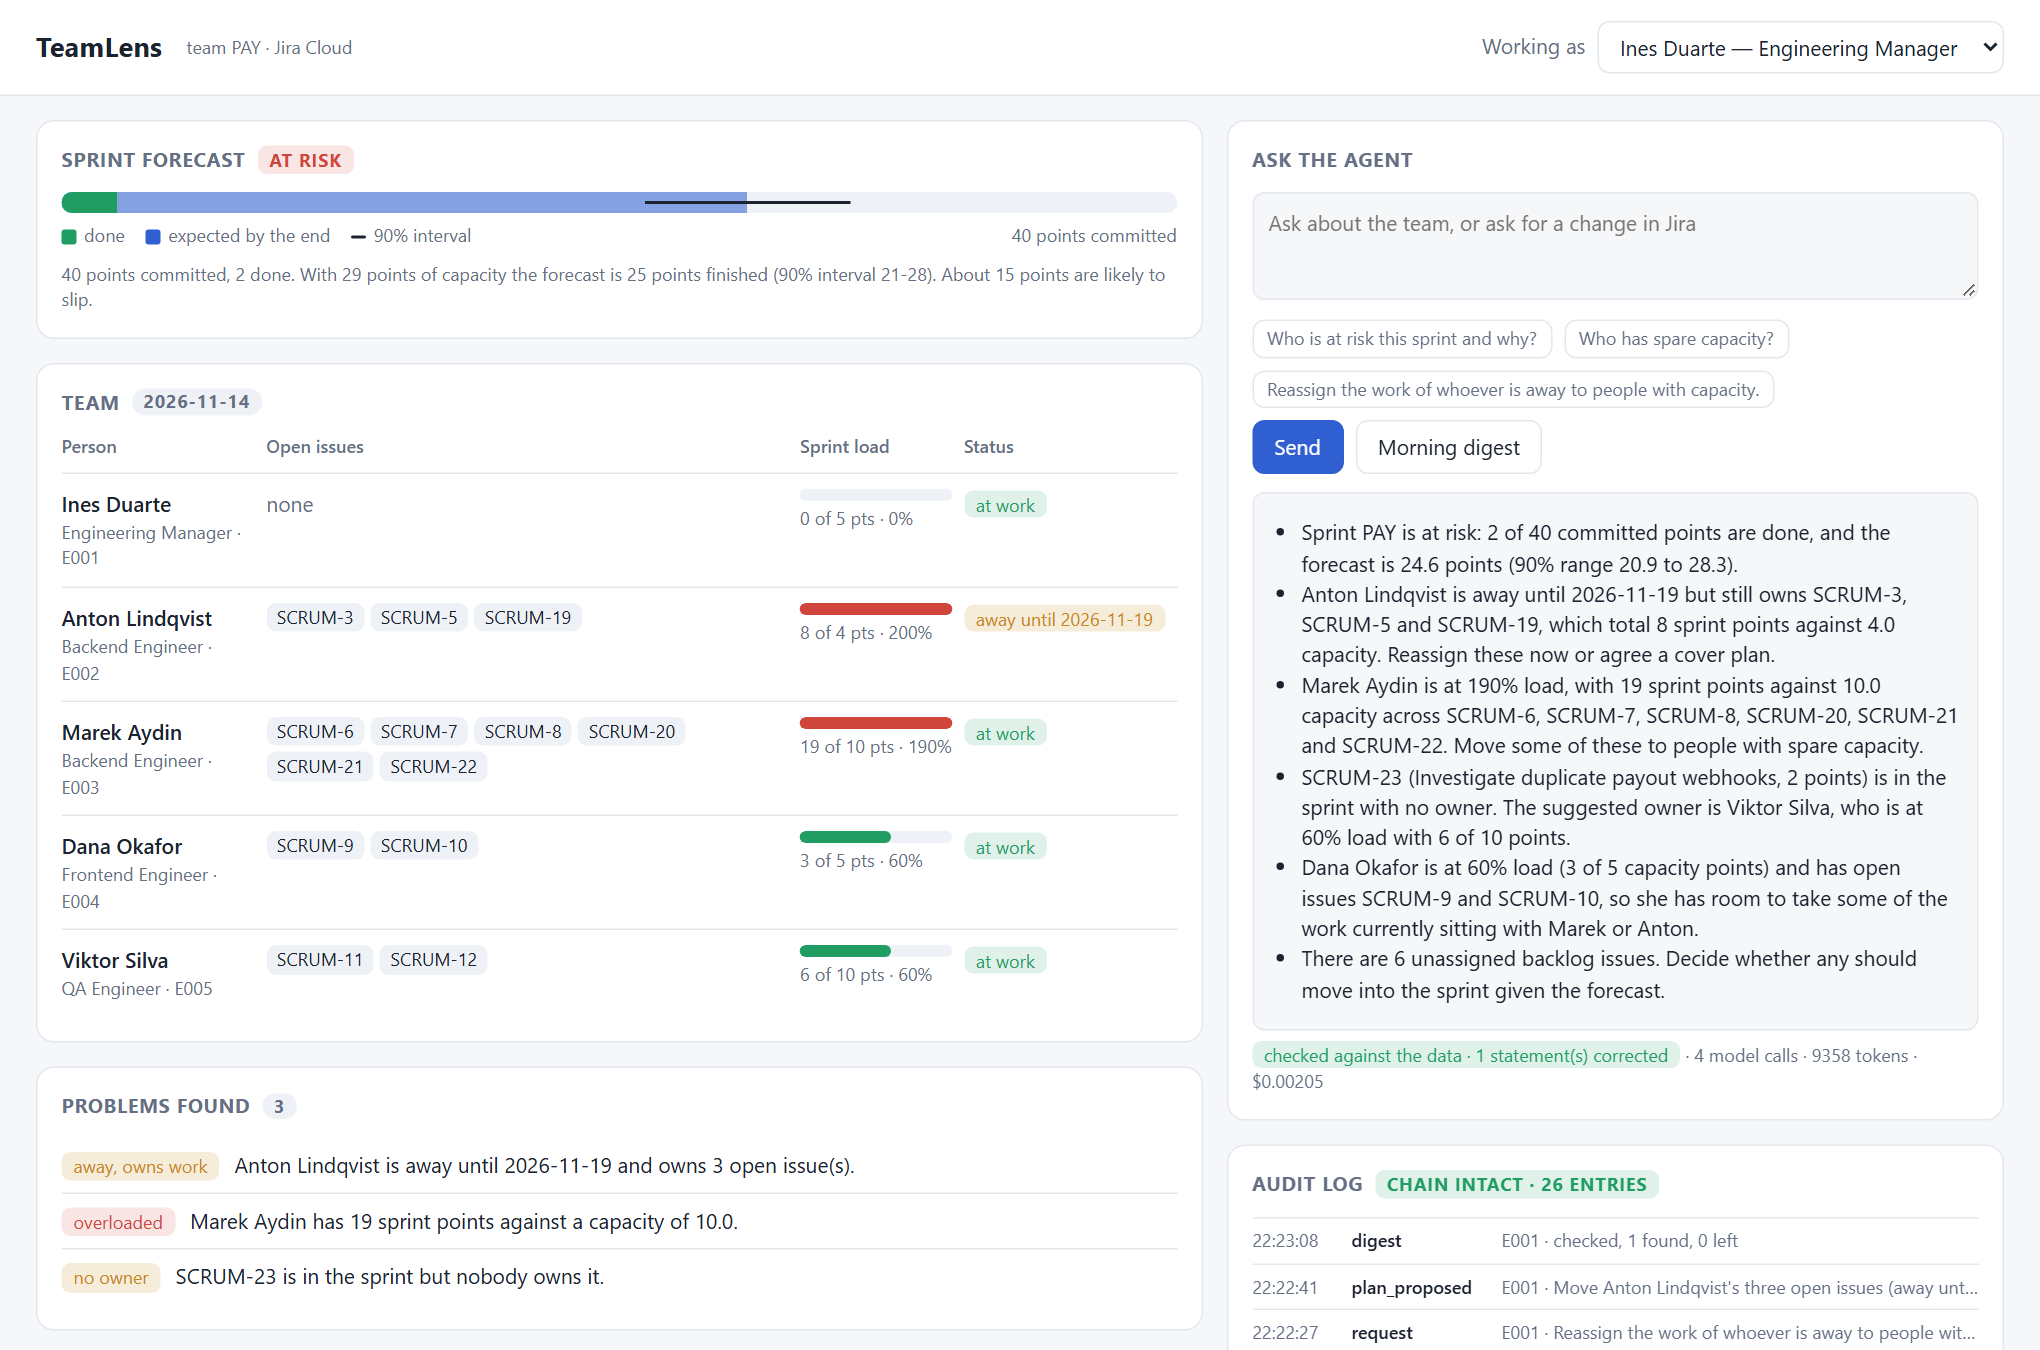 TeamLens team PAY · Jira Cloud
Working as Ines Duarte — Engineering Manager
SPRINT FORECAST AT RISK
done expected by the end 90% interval 40 points committed
40 points committed, 2 done. With 29 points of capacity the forecast is 25 points finished (90% interval 21-28). About 15 points are likely to
slip.
TEAM 2026-11-14
Person Open issues Sprint load Status
Ines Duarte none 0 of 5 pts · 0% at work
Engineering Manager ·
E001
Anton Lindqvist SCRUM-3 SCRUM-5 SCRUM-19 8 of 4 pts · 200% away until 2026-11-19
Backend Engineer ·
E002
Marek Aydin SCRUM-6 SCRUM-7 SCRUM-8 SCRUM-20 19 of 10 pts · 190% at work
Backend Engineer · SCRUM-21 SCRUM-22
E003
Dana Okafor SCRUM-9 SCRUM-10 3 of 5 pts · 60% at work
Frontend Engineer ·
E004
Viktor Silva SCRUM-11 SCRUM-12 6 of 10 pts · 60% at work
QA Engineer · E005
PROBLEMS FOUND 3
away, owns work Anton Lindqvist is away until 2026-11-19 and owns 3 open issue(s).
overloaded Marek Aydin has 19 sprint points against a capacity of 10.0.
no owner SCRUM-23 is in the sprint but nobody owns it.
ASK THE AGENT
Ask about the team, or ask for a change in Jira
Who is at risk this sprint and why? Who has spare capacity?
Reassign the work of whoever is away to people with capacity.
Send Morning digest
• Sprint PAY is at risk: 2 of 40 committed points are done, and the
forecast is 24.6 points (90% range 20.9 to 28.3).
• Anton Lindqvist is away until 2026-11-19 but still owns SCRUM-3,
SCRUM-5 and SCRUM-19, which total 8 sprint points against 4.0
capacity. Reassign these now or agree a cover plan.
• Marek Aydin is at 190% load, with 19 sprint points against 10.0
capacity across SCRUM-6, SCRUM-7, SCRUM-8, SCRUM-20, SCRUM-21
and SCRUM-22. Move some of these to people with spare capacity.
• SCRUM-23 (Investigate duplicate payout webhooks, 2 points) is in the
sprint with no owner. The suggested owner is Viktor Silva, who is at
60% load with 6 of 10 points.
• Dana Okafor is at 60% load (3 of 5 capacity points) and has open
issues SCRUM-9 and SCRUM-10, so she has room to take some of the
work currently sitting with Marek or Anton.
• There are 6 unassigned backlog issues. Decide whether any should
move into the sprint given the forecast.
checked against the data · 1 statement(s) corrected · 4 model calls · 9358 tokens ·
$0.00205
AUDIT LOG CHAIN INTACT · 26 ENTRIES
22:23:08 digest E001 · checked, 1 found, 0 left
22:22:41 plan_proposed E001 · Move Anton Lindqvist's three open issues (away unt...
22:22:27 request E001 · Reassign the work of whoever is away to people wit...